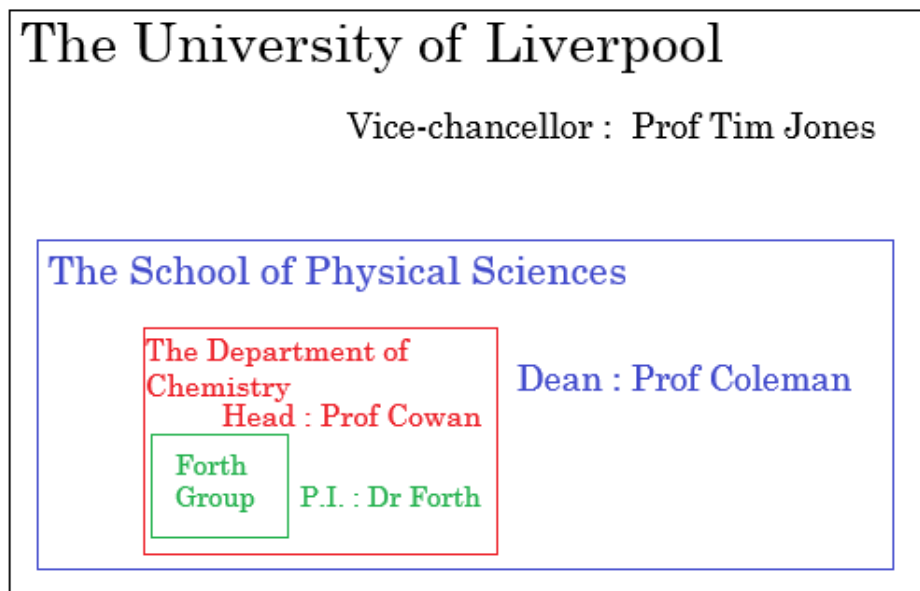 The University of Liverpool
Vice-chancellor : Prof Tim Jones
The School of Physical Sciences
The Department of
Chemistry
Head : Prof Cowan
Dean : Prof Coleman
Forth
Group
P.I. : Dr Forth